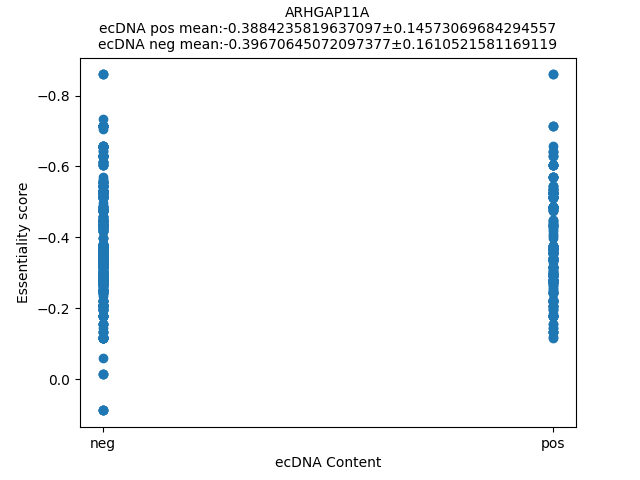 ARHGAP11A
ecDNA pos mean:-0.3884235819637097±0.14573069684294557
ecDNA neg mean:-0.39670645072097377±0.1610521581169119
−0.8
−0.6
−0.4
−0.2
0.0
Essentiality score
neg
pos
ecDNA Content